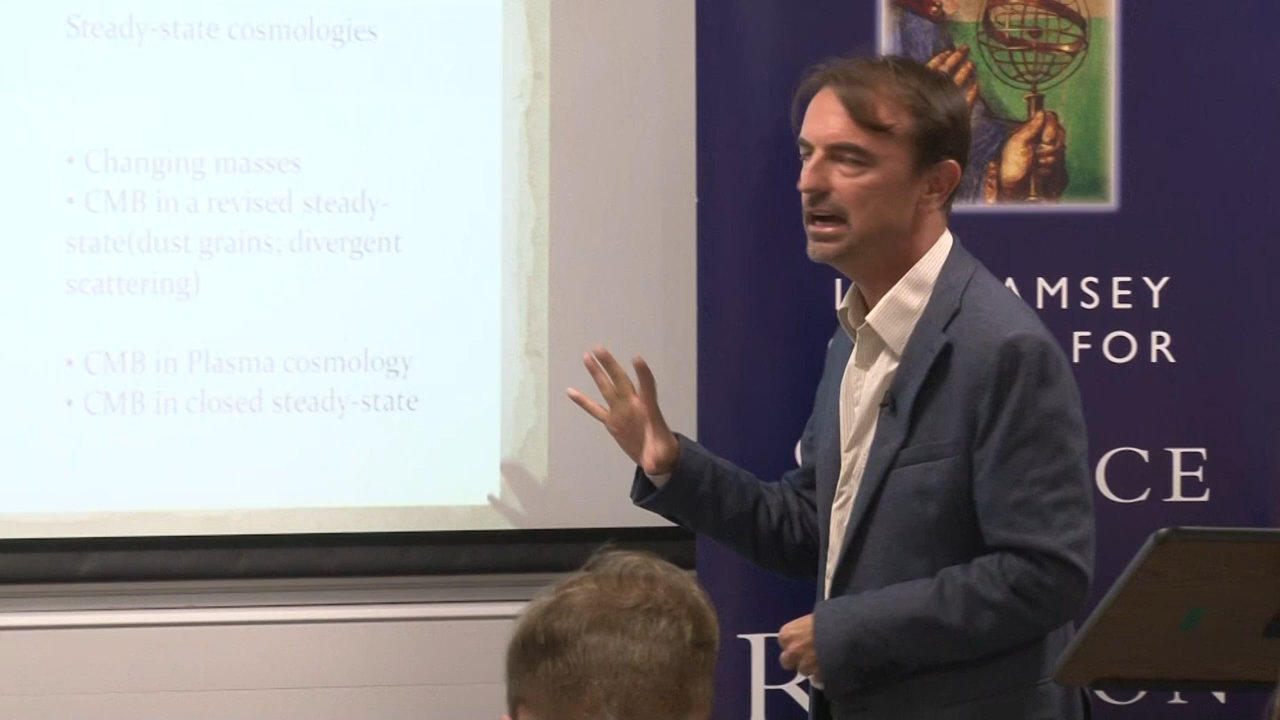 Steady-state cosmologies
• Changing masses
• CMB in a revised steady-
state(dust grains; divergent
scattering)
• CMB in Plasma cosmology
• CMB in closed steady-state
AMSEY
FOR
CE
R
ON